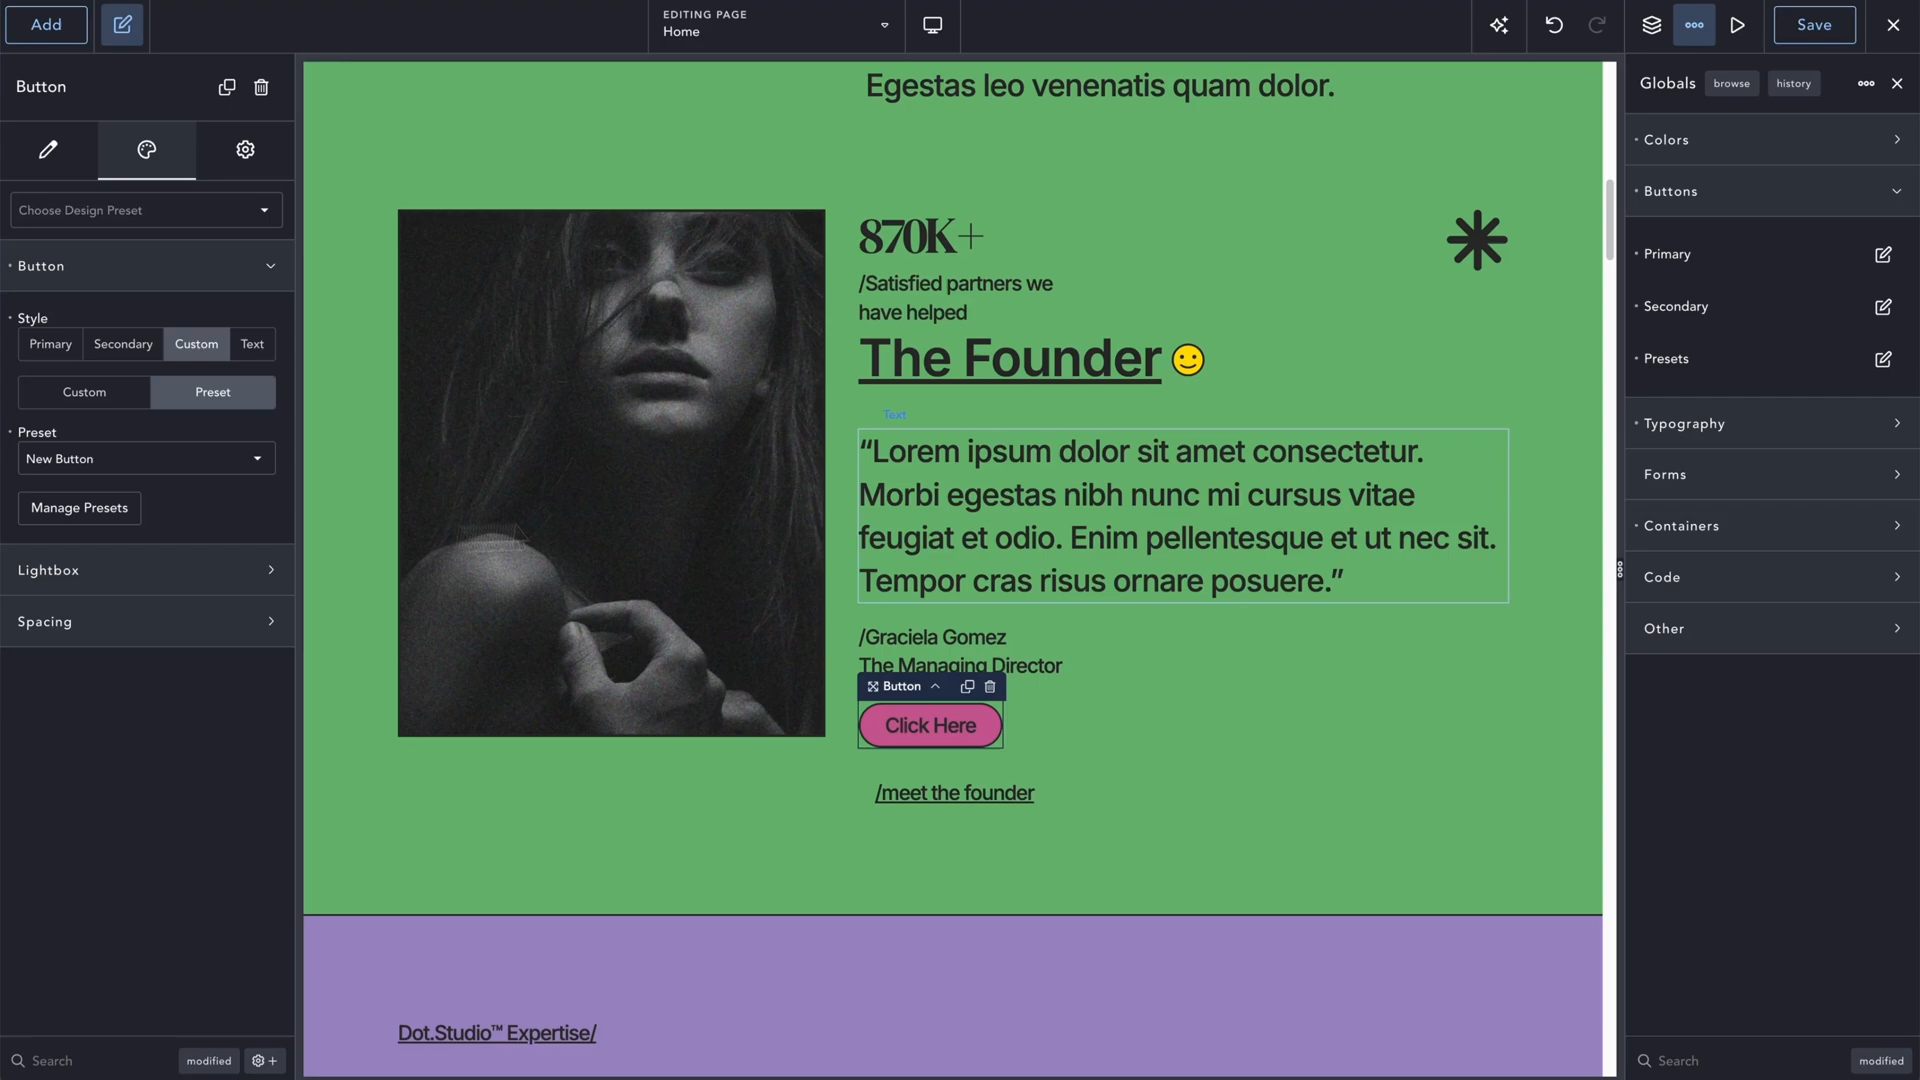 Add
EDITING PAGE
Home
Save
Button
Choose Design Preset
Button
Style
Primary
Secondary
Custom
Text
Custom
Preset
Preset
New Button
Manage Presets
Lightbox
Spacing
Search
modified
Egestas leo venenatis quam dolor.
870K+
/Satisfied partners we
have helped
The Founder
Text
“Lorem ipsum dolor sit amet consectetur.
Morbi egestas nibh nunc mi cursus vitae
feugiat et odio. Enim pellentesque et ut nec sit.
Tempor cras risus ornare posuere.”
/Graciela Gomez
The Managing Director
Button
Click Here
/meet the founder
Dot.Studio™ Expertise/
Globals
browse
history
Colors
Buttons
Primary
Secondary
Presets
Typography
Forms
Containers
Code
Other
Search
modified